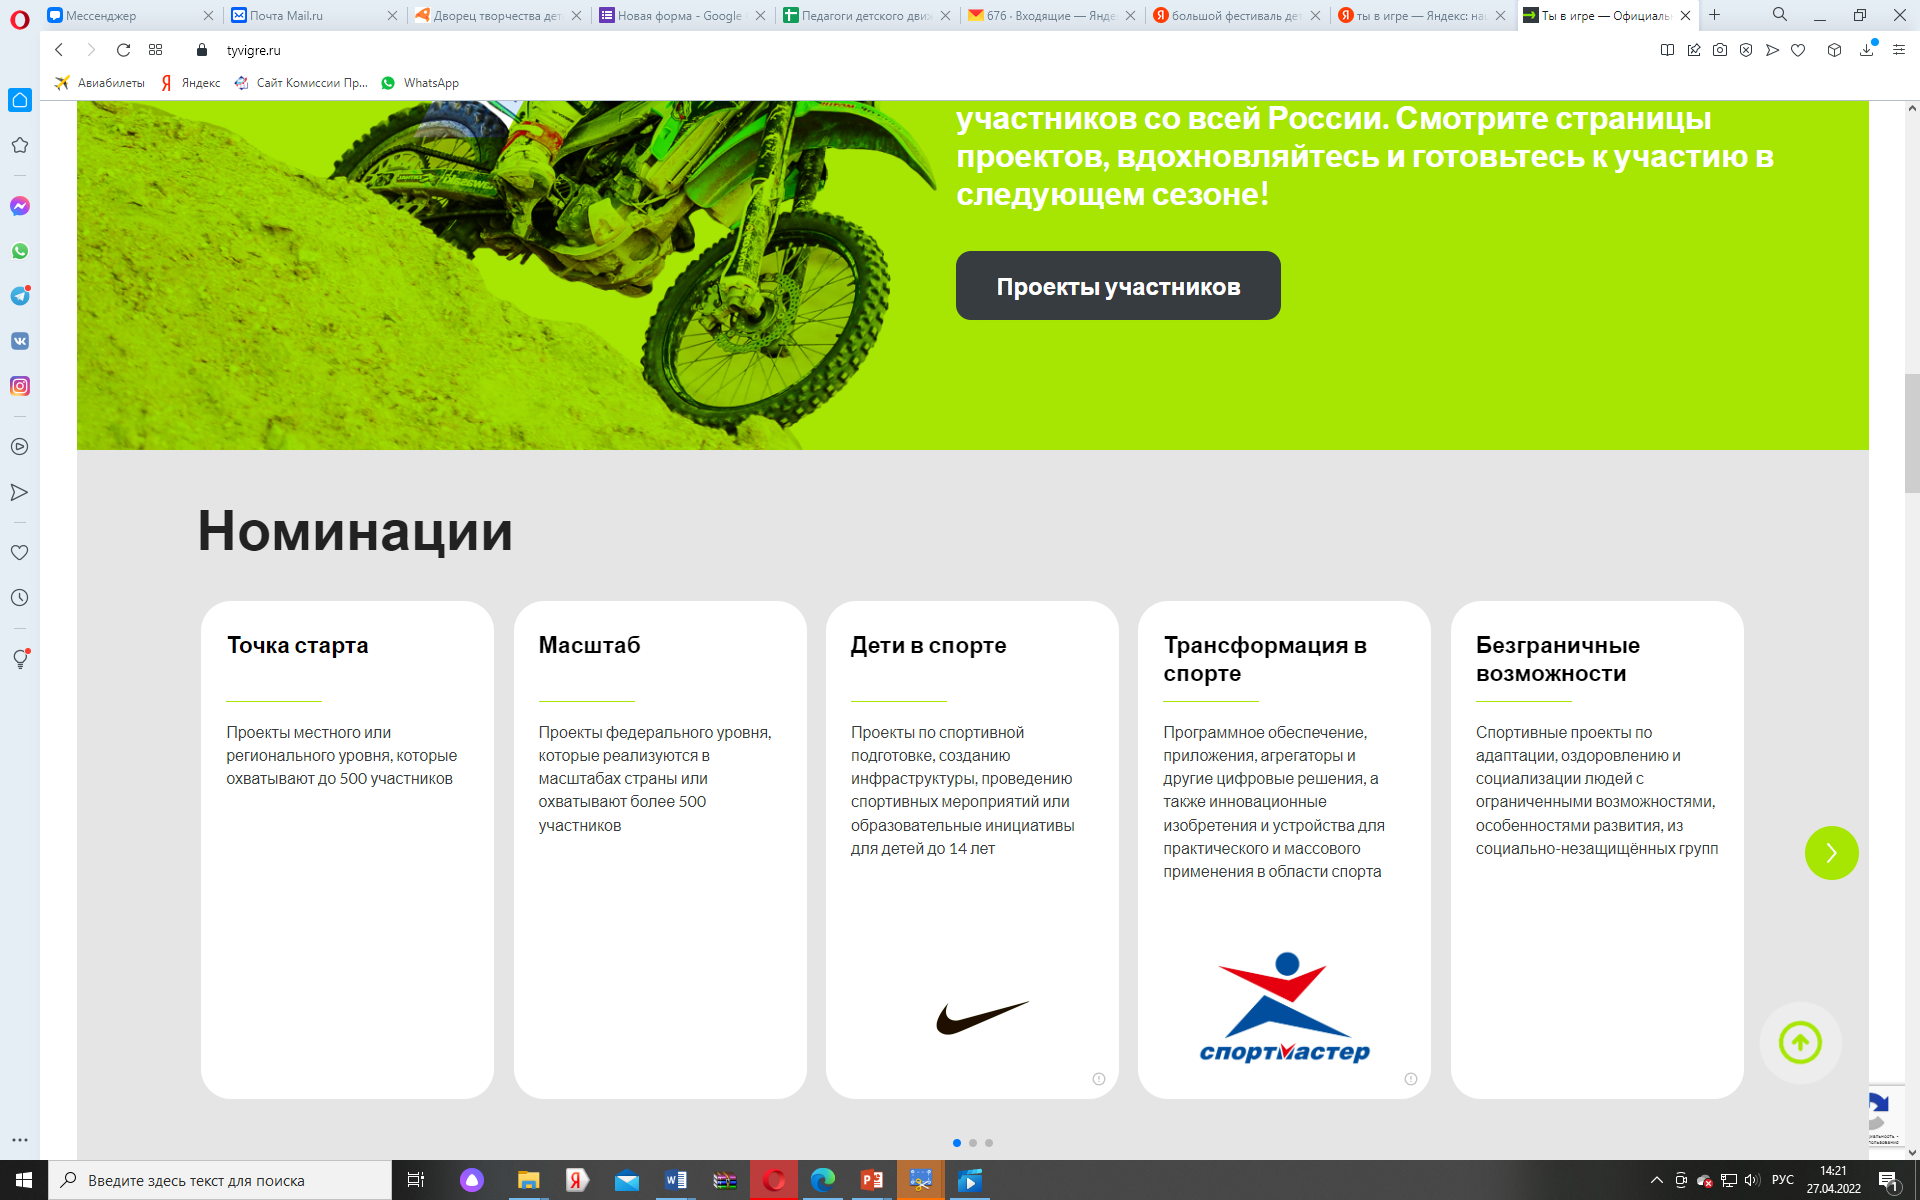 Мессенджер
Почта Mail.ru
Дворец творчества дет
Новая форма - Google
Педагоги детского движ
676 · Входящие — Янде
большой фестиваль де
ты в игре — Яндекс: на
Ты в игре — Официаль
tyvigre.ru
Авиабилеты
Яндекс
Сайт Комиссии Пр...
WhatsApp
участников со всей России. Смотрите страницы
проектов, вдохновляйтесь и готовьтесь к участию в
следующем сезоне!
Проекты участников
Номинации
Точка старта
Проекты местного или
регионального уровня, которые
охватывают до 500 участников
Масштаб
Проекты федерального уровня,
которые реализуются в
масштабах страны или
охватывают более 500
участников
Дети в спорте
Проекты по спортивной
подготовке, созданию
инфраструктуры, проведению
спортивных мероприятий или
образовательные инициативы
для детей до 14 лет
Трансформация в
спорте
Программное обеспечение,
приложения, агрегаторы и
другие цифровые решения, а
также инновационные
изобретения и устройства для
практического и массового
применения в области спорта
спортмастер
Безграничные
возможности
Спортивные проекты по
адаптации, оздоровлению и
социализации людей с
ограниченными возможностями,
особенностями развития, из
социально-незащищённых групп
Введите здесь текст для поиска
РУС
14:21
27.04.2022
1